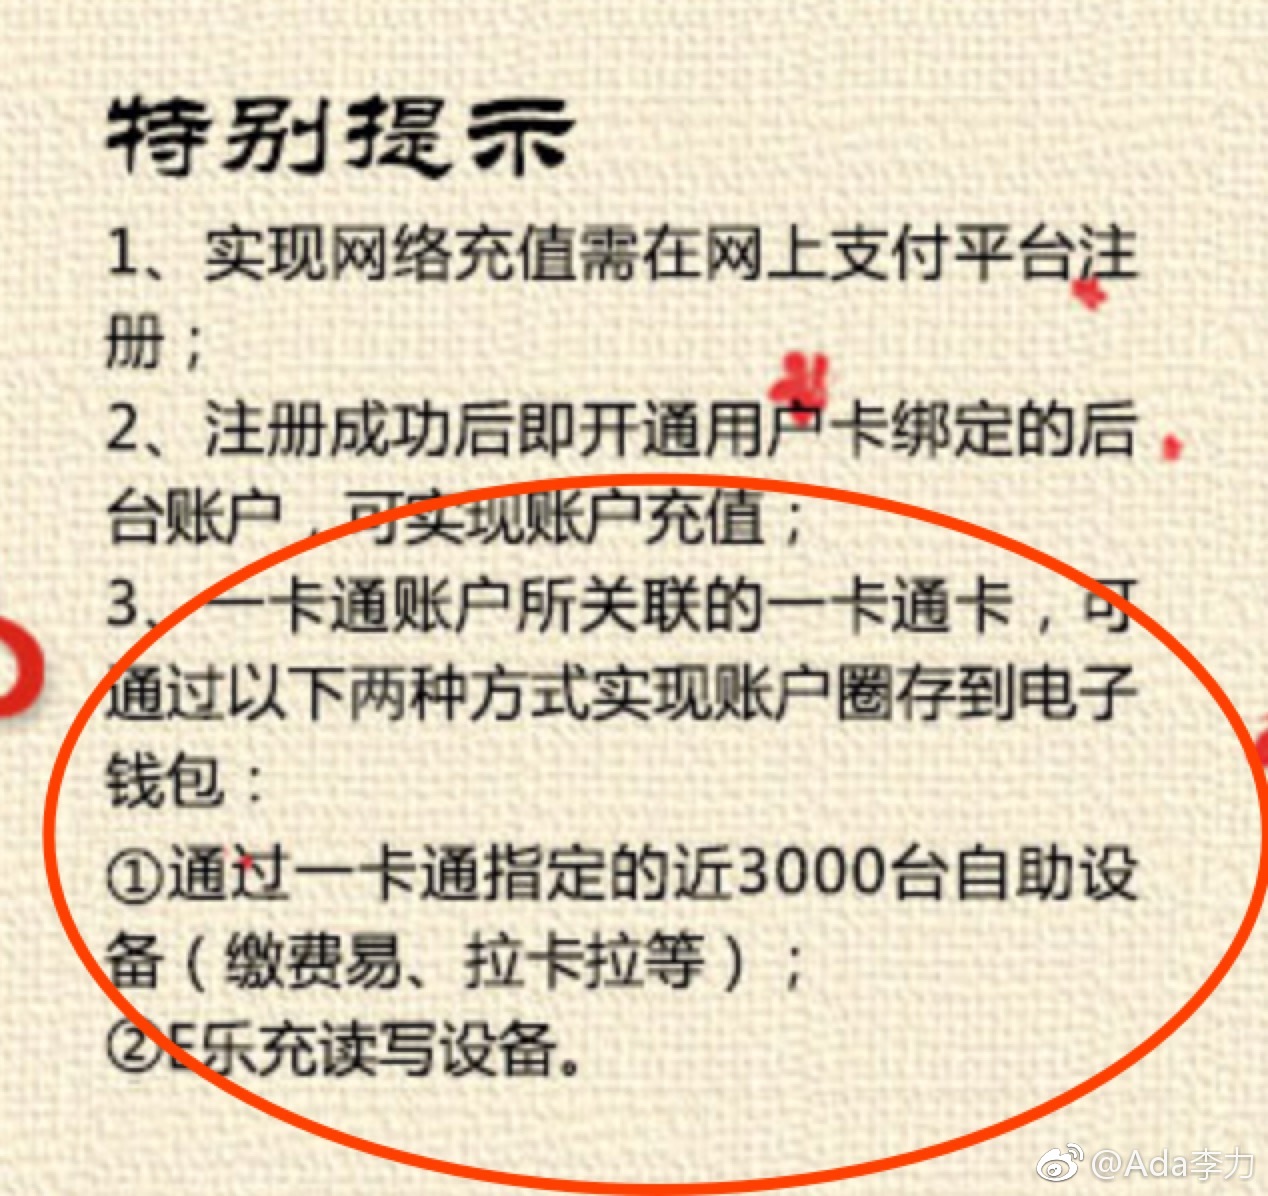 特别提示
1、实现网络充值需在网上支付平台注
册；
2、注册成功后即开通用户卡绑定的后
台账户，可实现账户充值；
3、一卡通账户所关联的一卡通卡，可
通过以下两种方式实现账户圈存到电子
钱包：
①通过一卡通指定的近3000台自助设
备（缴费易、拉卡拉等）；
②E乐充读写设备。
@Ada李力